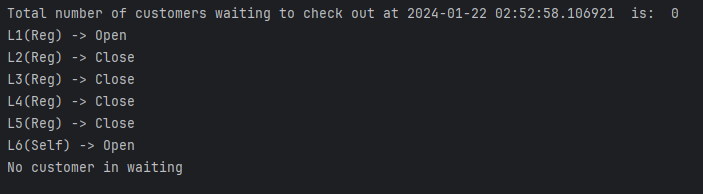 Total number of customers waiting to check out at 2024-01-22 02:52:58.106921  is:  0
L1(Reg) -> Open
L2(Reg) -> Close
L3(Reg) -> Close
L4(Reg) -> Close
L5(Reg) -> Close
L6(Self) -> Open
No customer in waiting